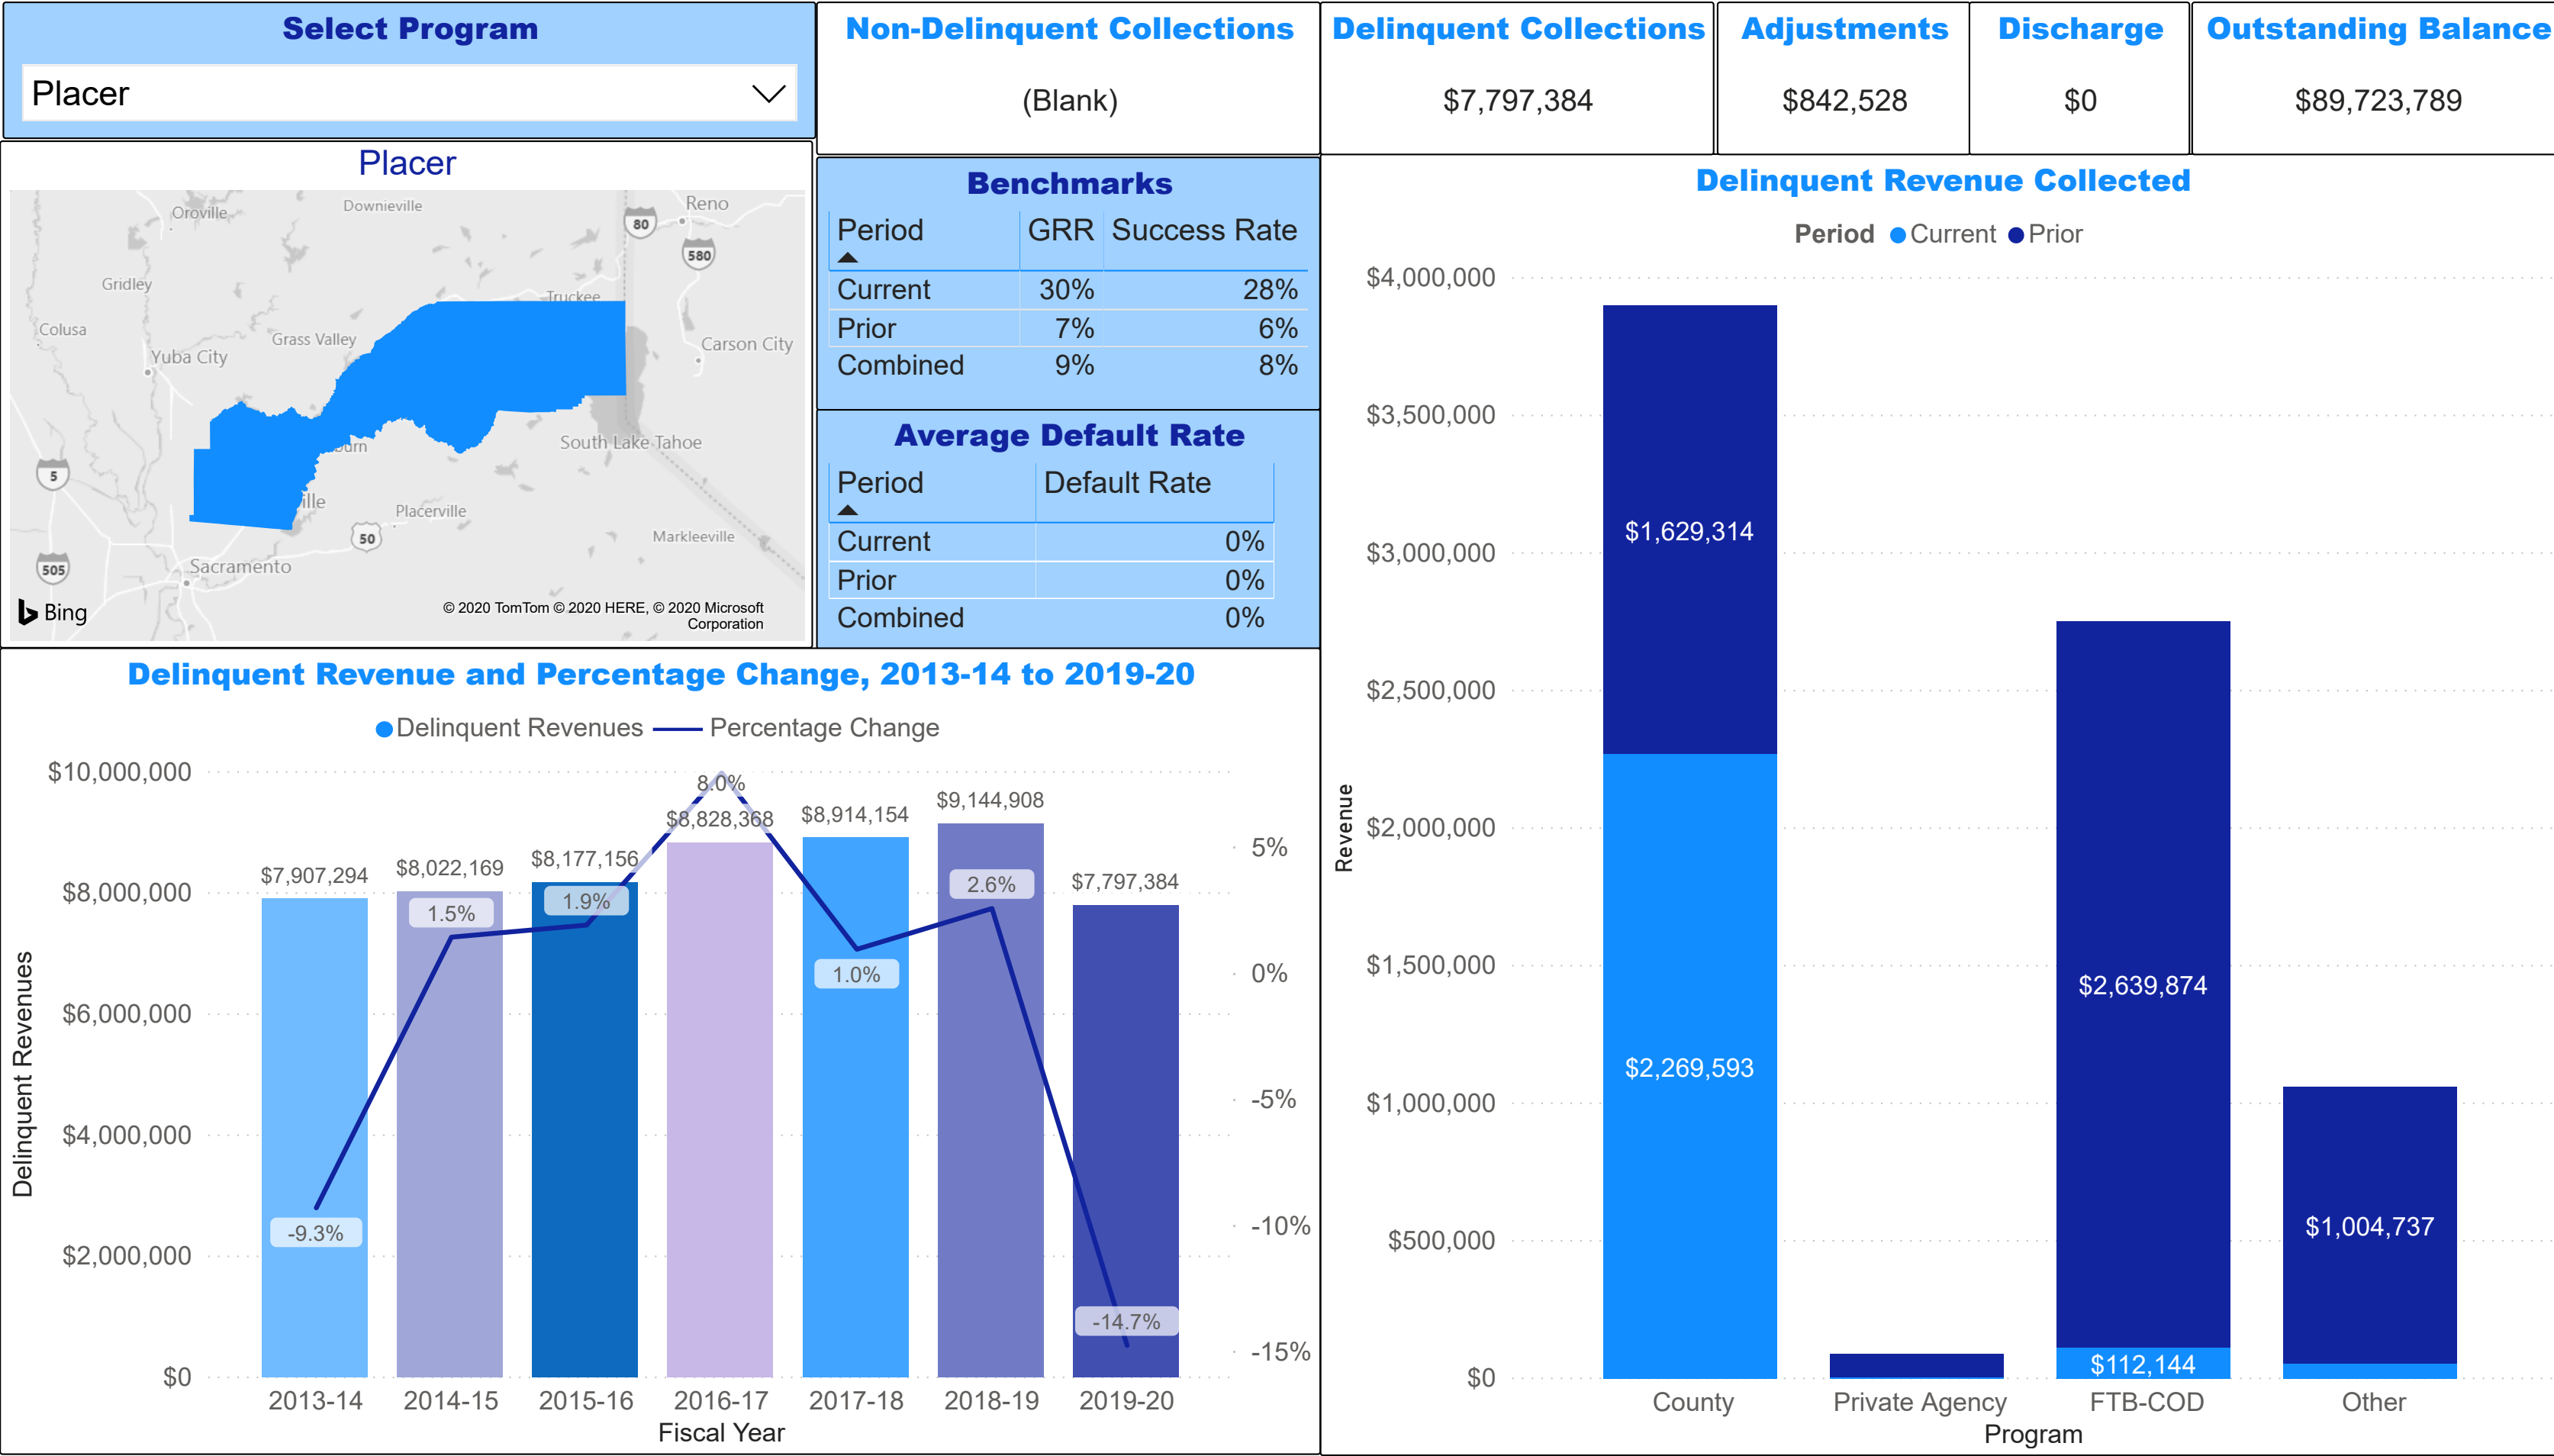 Select Program
Placer
Non-Delinquent Collections
(Blank)
Delinquent Collections
$7,797,384
Adjustments
$842,528
Discharge
$0
Outstanding Balance
$89,723,789
Placer
Oroville
Downieville
Reno
80
580
Gridley
Truckee
Colusa
Grass Valley
Carson City
Yuba City
burn
South Lake Tahoe
5
ille
Placerville
50
Markleeville
505
Sacramento
Bing
© 2020 TomTom © 2020 HERE, © 2020 Microsoft
Corporation
Benchmarks
Period GRR Success Rate
Current 30% 28%
Prior 7% 6%
Combined 9% 8%
Average Default Rate
Period Default Rate
Current 0%
Prior 0%
Combined 0%
Delinquent Revenue and Percentage Change, 2013-14 to 2019-20
Delinquent Revenues Percentage Change
Delinquent Revenues
$10,000,000
$8,000,000
$6,000,000
$4,000,000
$2,000,000
$0
$7,907,294
$8,022,169
$8,177,156
$8,828,368
$8,914,154
$9,144,908
$7,797,384
-9.3%
1.5%
1.9%
8.0%
1.0%
2.6%
-14.7%
5%
0%
-5%
-10%
-15%
2013-14 2014-15 2015-16 2016-17 2017-18 2018-19 2019-20
Fiscal Year
Delinquent Revenue Collected
Period Current Prior
Revenue
$4,000,000
$3,500,000
$3,000,000
$2,500,000
$2,000,000
$1,500,000
$1,000,000
$500,000
$0
$1,629,314
$2,269,593
$2,639,874
$112,144
$1,004,737
County Private Agency FTB-COD Other
Program